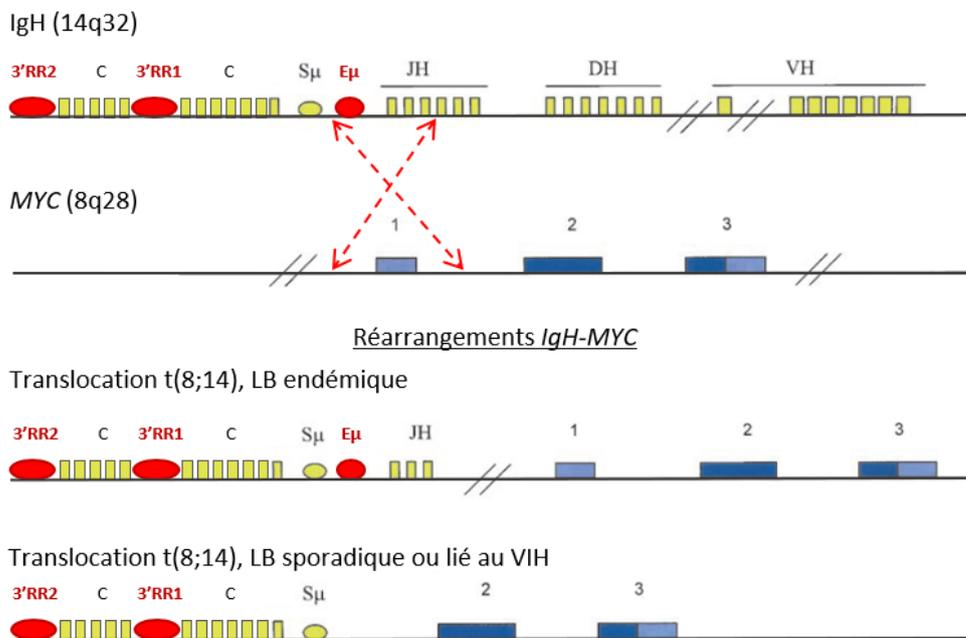 IgH (14q32)
3'RR2 C 3'RR1 C Sµ Eµ JH DH VH
MYC (8q28)
1 2 3
Réarrangements IgH-MYC
Translocation t(8;14), LB endémique
3'RR2 C 3'RR1 C Sµ Eµ JH 1 2 3
Translocation t(8;14), LB sporadique ou lié au VIH
3'RR2 C 3'RR1 C Sµ 2 3